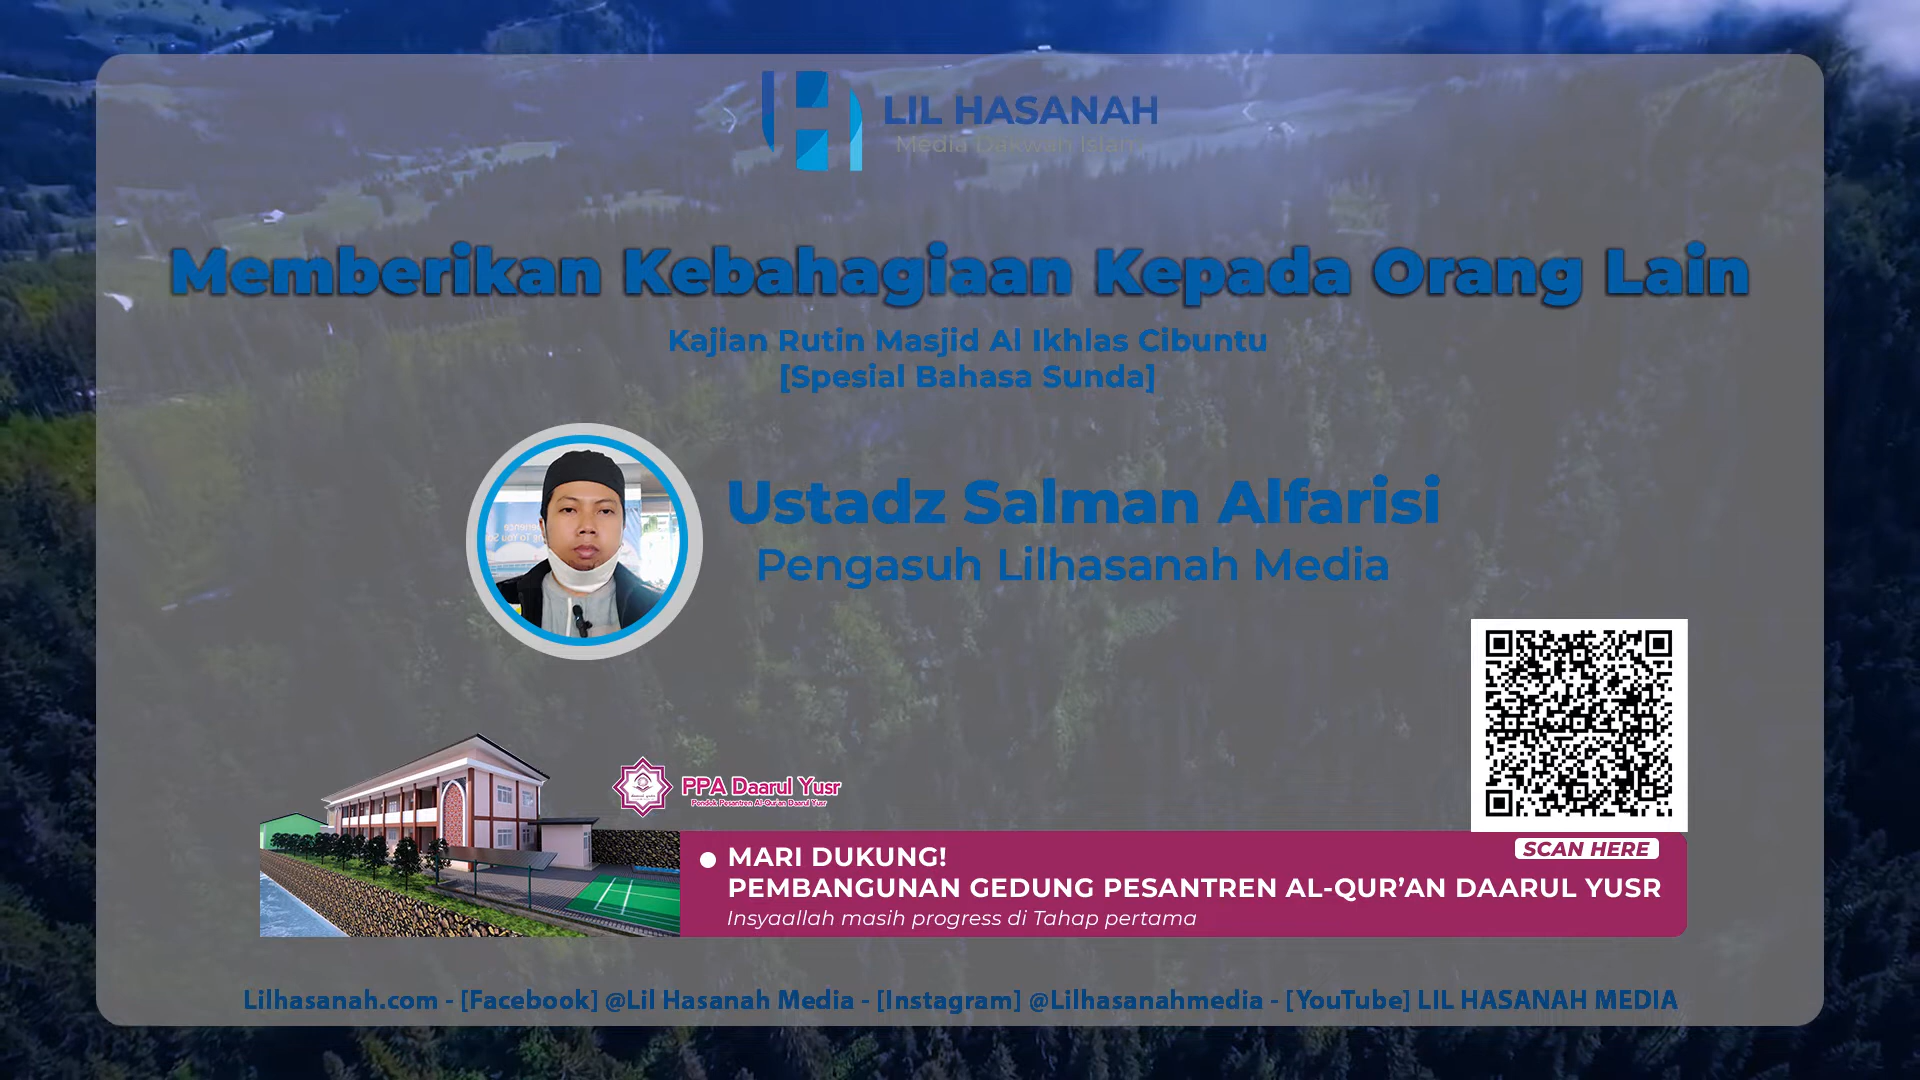 LIL HASANAH
Media Dakwah Islam
Memberikan Kebahagiaan Kepada Orang Lain
Kajian Rutin Masjid Al Ikhlas Cibuntu
[Spesial Bahasa Sunda]
Ustadz Salman Alfarisi
Pengasuh Lilhasanah Media
PPA Daarul Yusr
Pondok Pesantren Al-Qur'an Daarul Yusr
SCAN HERE
MARI DUKUNG!
PEMBANGUNAN GEDUNG PESANTREN AL-QUR’AN DAARUL YUSR
Insyaallah masih progress di Tahap pertama
Lilhasanah.com - [Facebook] @Lil Hasanah Media - [Instagram] @Lilhasanahmedia - [YouTube] LIL HASANAH MEDIA